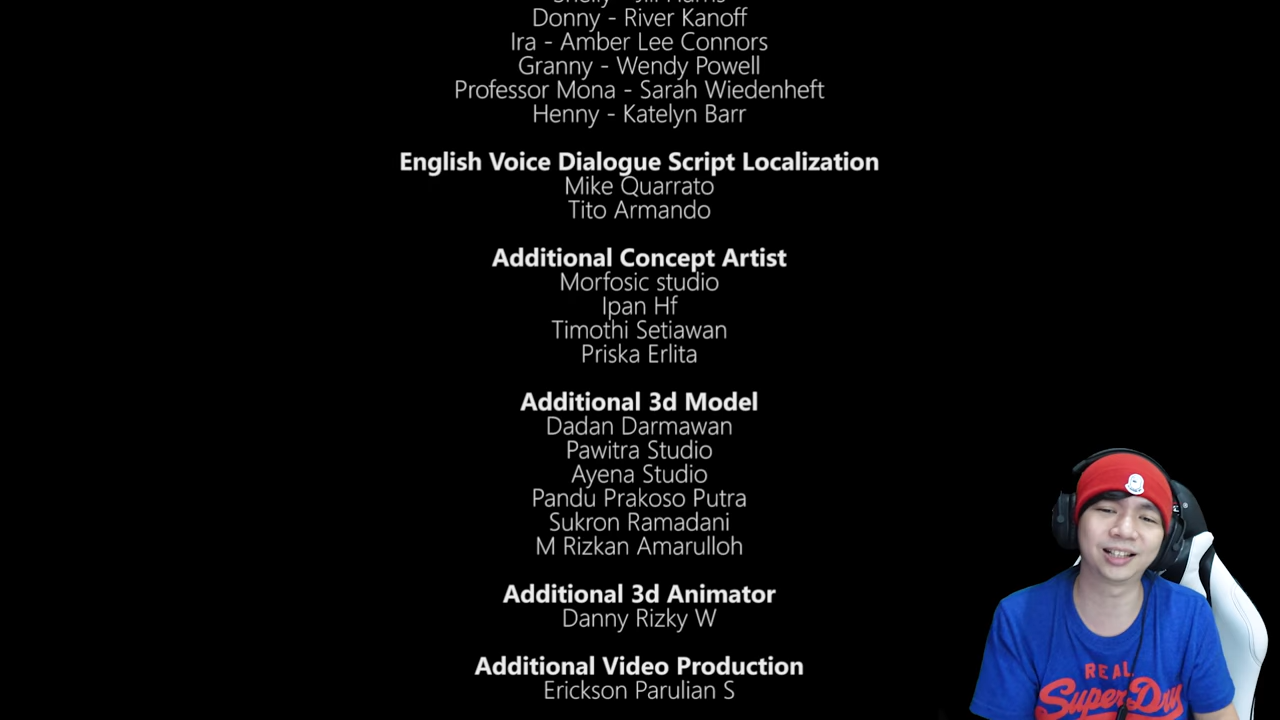 Donny - River Kanoff
Ira - Amber Lee Connors
Granny - Wendy Powell
Professor Mona - Sarah Wiedenheft
Henny - Katelyn Barr
English Voice Dialogue Script Localization
Mike Quarrato
Tito Armando
Additional Concept Artist
Morfosic studio
Ipan Hf
Timothi Setiawan
Priska Erlita
Additional 3d Model
Dadan Darmawan
Pawitra Studio
Ayena Studio
Pandu Prakoso Putra
Sukron Ramadani
M Rizkan Amarulloh
Additional 3d Animator
Danny Rizky W
Additional Video Production
Erickson Parulian S
REAL
SuperDry